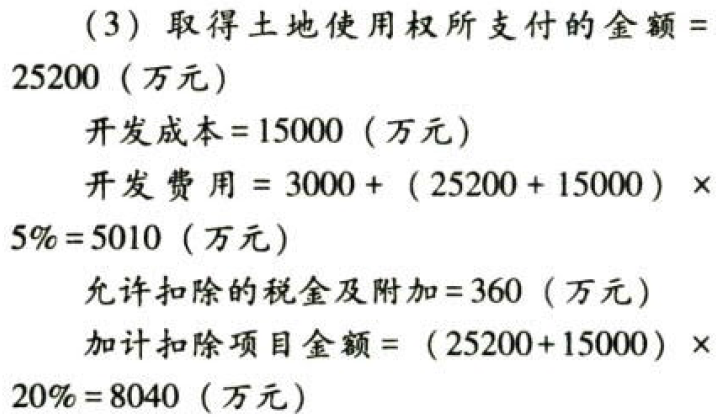 (3) 取得土地使用权所支付的金额=
25200 (万元)
开发成本=15000 (万元)
开发费用 = 3000 + (25200 + 15000) ×
5%=5010 (万元)
允许扣除的税金及附加=360 (万元)
加计扣除项目金额 = (25200+15000) ×
20%=8040 (万元)